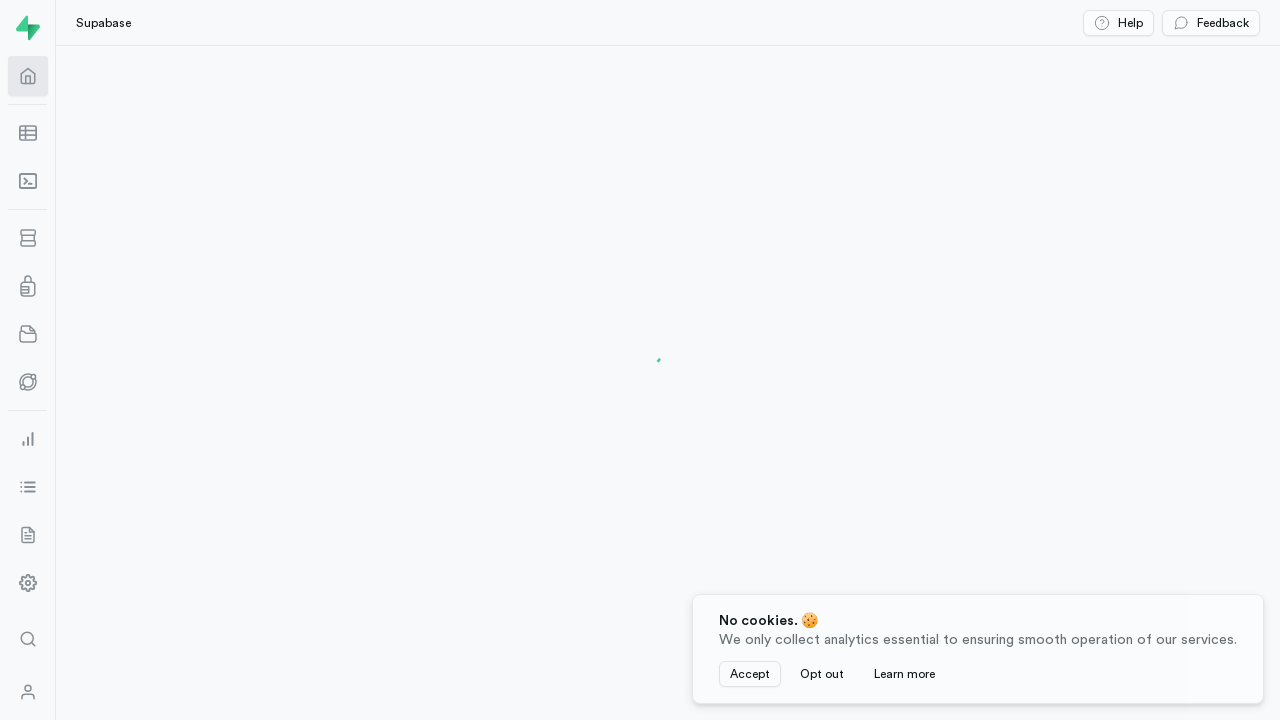 Supabase
Help
Feedback
No cookies. 🍪
We only collect analytics essential to ensuring smooth operation of our services.
Accept
Opt out
Learn more